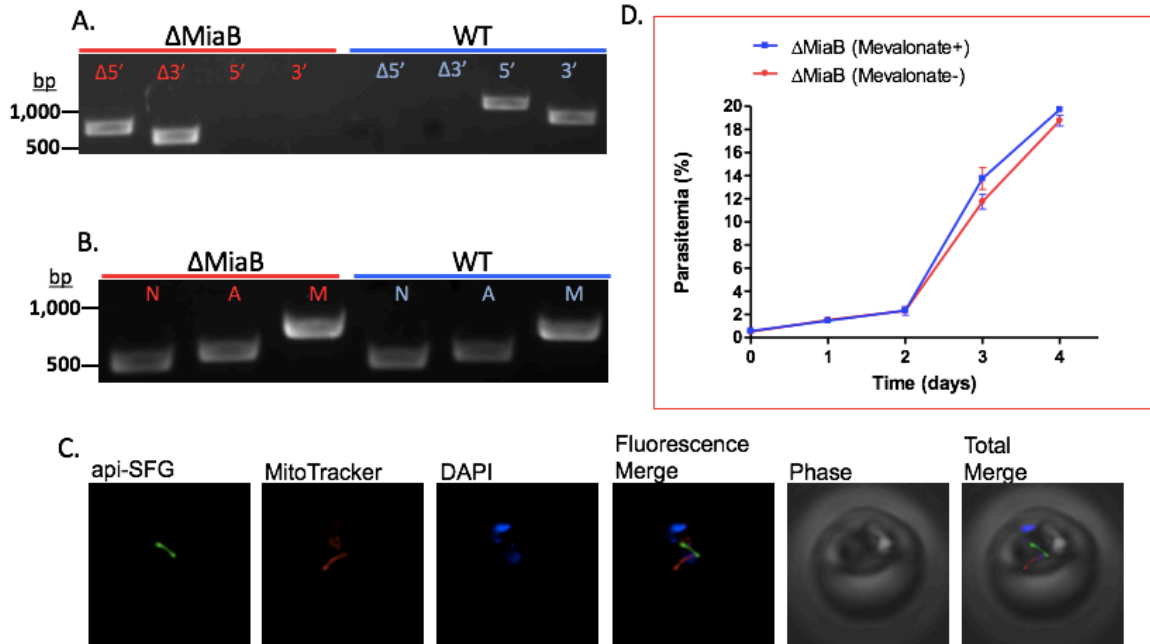 A.
ΔMiaB WT
bp
Δ5’ Δ3’ 5’ 3’ Δ5’ Δ3’ 5’ 3’
1,000
500
B.
ΔMiaB WT
bp
N A M N A M
1,000
500
C.
api-SFG MitoTracker DAPI Fluorescence Merge Phase Total Merge
D.
ΔMiaB (Mevalonate+)
ΔMiaB (Mevalonate-)
Parasitemia (%)
20
18
16
14
12
10
8
6
4
2
0
0 1 2 3 4
Time (days)